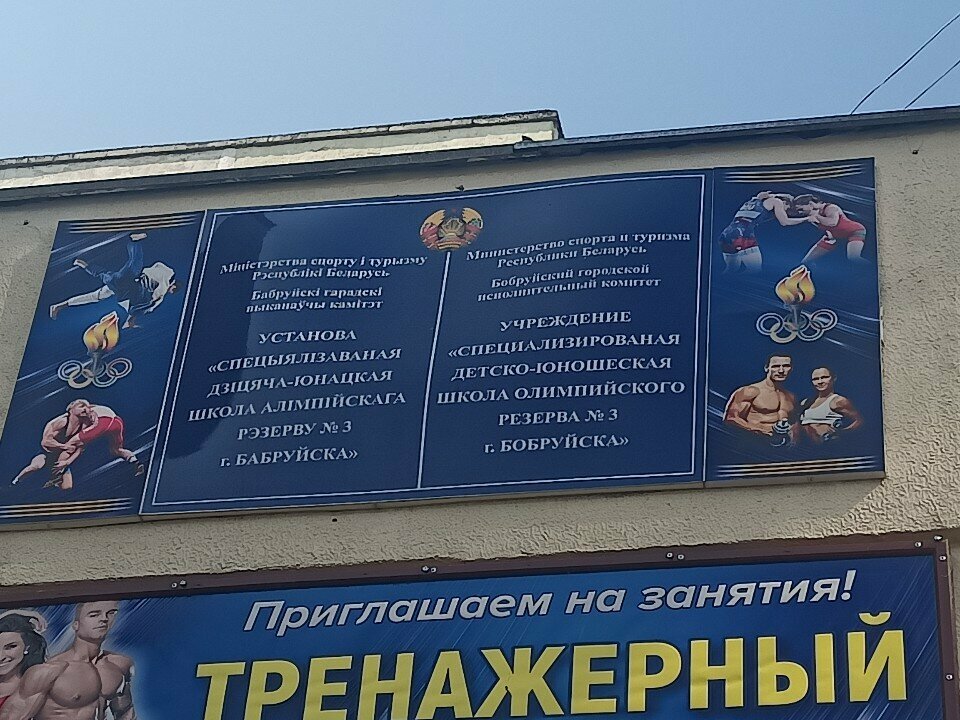 Міністэрства спорту і турызму
Рэспублікі Беларусь
Бабруйскі гарадскі
выканаўчы камітэт
УСТАНОВА
«СПЕЦЫЯЛІЗАВАНАЯ
ДЗІЦЯЧА-ЮНАЦКАЯ
ШКОЛА АЛІМПІЙСКАГА
РЭЗЕРВУ № 3
г. БАБРУЙСКА»
Министерство спорта и туризма
Республики Беларусь
Бобруйский городской
исполнительный комитет
УЧРЕЖДЕНИЕ
«СПЕЦИАЛИЗИРОВАНАЯ
ДЕТСКО-ЮНОШЕСКАЯ
ШКОЛА ОЛИМПИЙСКОГО
РЕЗЕРВА № 3
г. БОБРУЙСКА»
Приглашаем на занятия!
ТРЕНАЖЕРНЫЙ